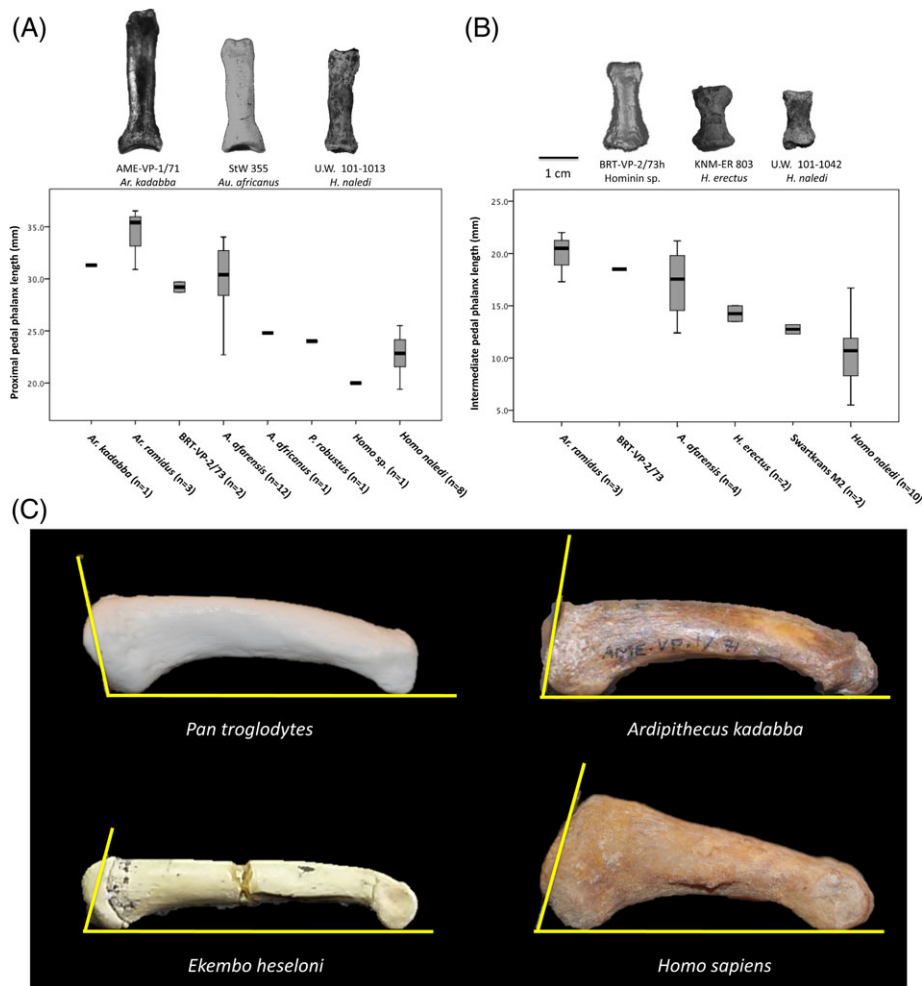 (A)
AME-VP-1/71
Ar. kadabba
StW 355
Au. africanus
U.W. 101-1013
H. naledi
Proximal pedal phalanx length (mm)
35.0
30.0
25.0
20.0
Ar. kadabba (n=1)
Ar. ramidus (n=3)
BRT-VP-2/73 (n=2)
A. afarensis (n=12)
A. africanus (n=1)
P. robustus (n=1)
Homo sp. (n=1)
Homo naledi (n=8)
(B)
1 cm
BRT-VP-2/73h
Hominin sp.
KNM-ER 803
H. erectus
U.W. 101-1042
H. naledi
Intermediate pedal phalanx length (mm)
25.0
20.0
15.0
10.0
5.0
Ar. ramidus (n=3)
BRT-VP-2/73
A. afarensis (n=4)
H. erectus (n=2)
Swartkrans M2 (n=2)
Homo naledi (n=10)
(C)
Pan troglodytes
AME-VP-1/71
Ardipithecus kadabba
Ekembo heseloni
Homo sapiens